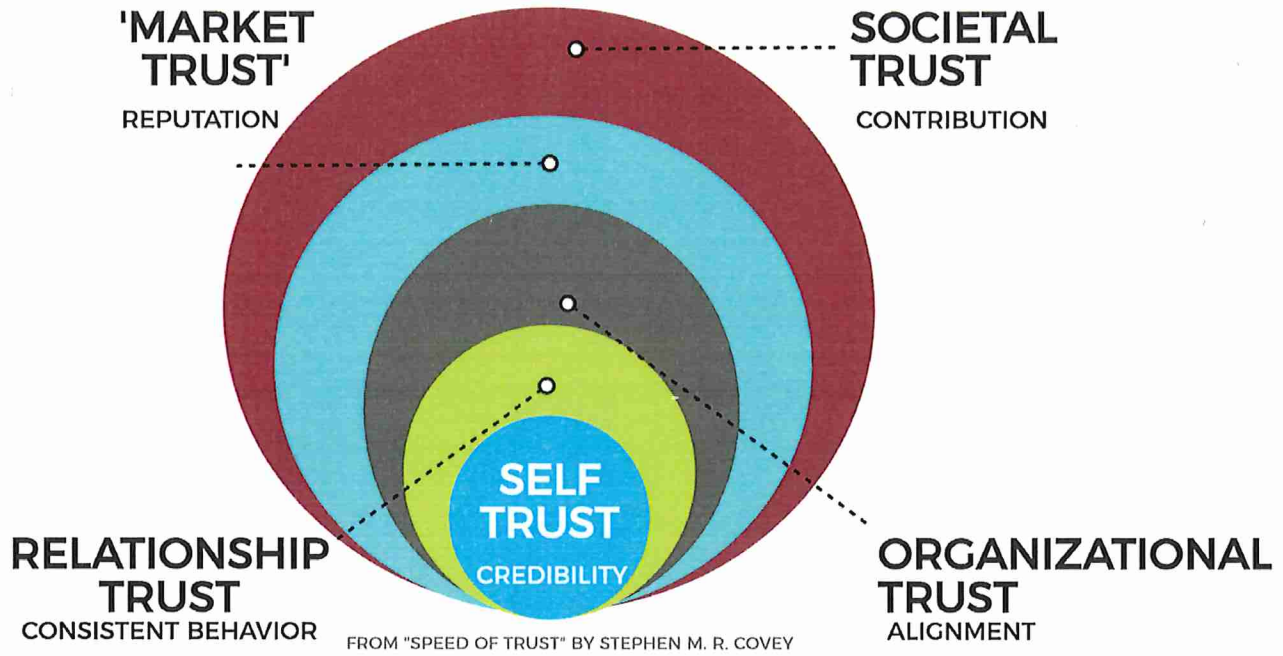 'MARKET
TRUST'
REPUTATION
SOCIETAL
TRUST
CONTRIBUTION
SELF
TRUST
CREDIBILITY
RELATIONSHIP
TRUST
CONSISTENT BEHAVIOR
ORGANIZATIONAL
TRUST
ALIGNMENT
FROM "SPEED OF TRUST" BY STEPHEN M. R. COVEY